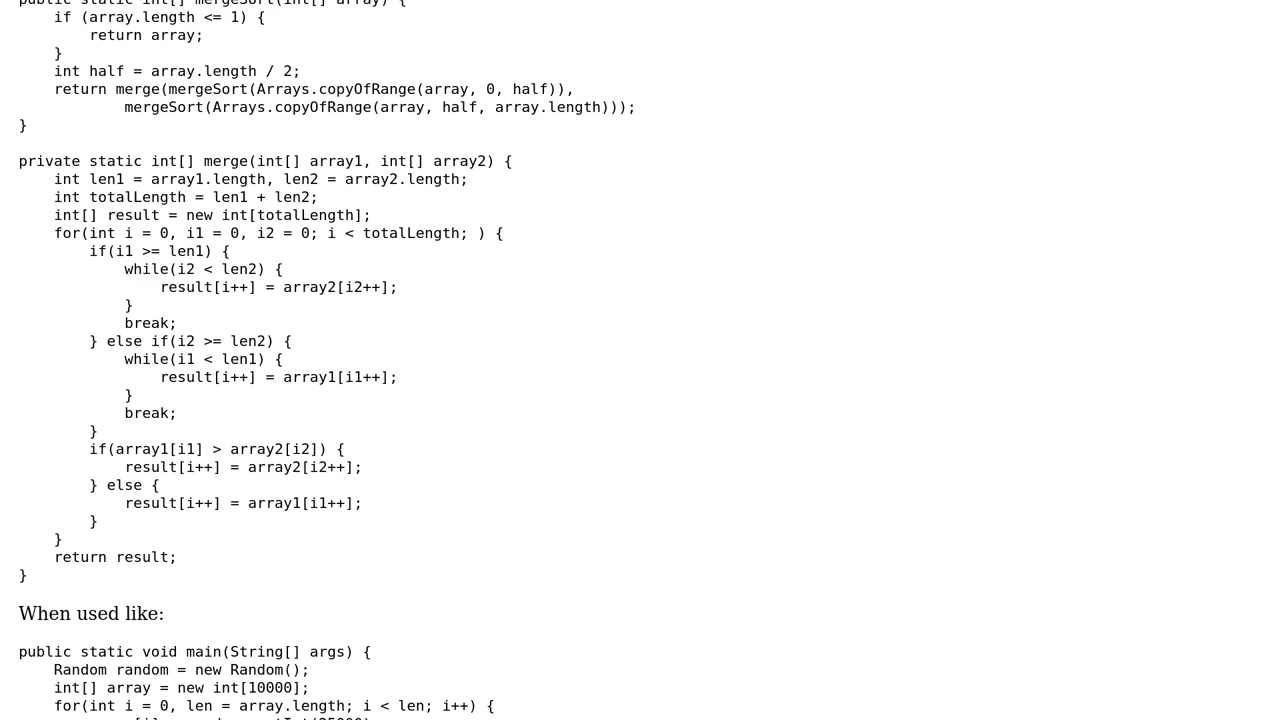 public static int[] mergeSort(int[] array) {
    if (array.length <= 1) {
        return array;
    }
    int half = array.length / 2;
    return merge(mergeSort(Arrays.copyOfRange(array, 0, half)),
            mergeSort(Arrays.copyOfRange(array, half, array.length)));
}

private static int[] merge(int[] array1, int[] array2) {
    int len1 = array1.length, len2 = array2.length;
    int totalLength = len1 + len2;
    int[] result = new int[totalLength];
    for(int i = 0, i1 = 0, i2 = 0; i < totalLength; ) {
        if(i1 >= len1) {
            while(i2 < len2) {
                result[i++] = array2[i2++];
            }
            break;
        } else if(i2 >= len2) {
            while(i1 < len1) {
                result[i++] = array1[i1++];
            }
            break;
        }
        if(array1[i1] > array2[i2]) {
            result[i++] = array2[i2++];
        } else {
            result[i++] = array1[i1++];
        }
    }
    return result;
}

When used like:

public static void main(String[] args) {
    Random random = new Random();
    int[] array = new int[10000];
    for(int i = 0, len = array.length; i < len; i++) {